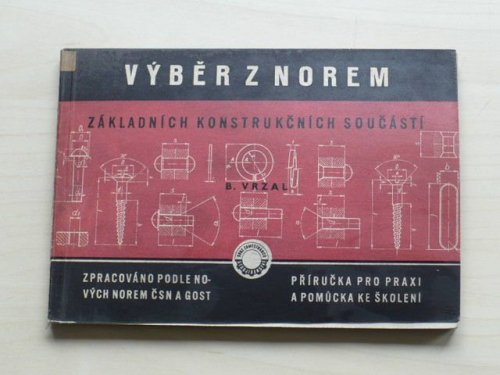 VÝBĚR Z NOREM
ZÁKLADNÍCH KONSTRUKČNÍCH SOUČÁSTÍ
B. VRZAL
ZPRACOVÁNO PODLE NO-
VÝCH NOREM ČSN A GOST
PŘÍRUČKA PRO PRAXI
A POMŮCKA KE ŠKOLENÍ